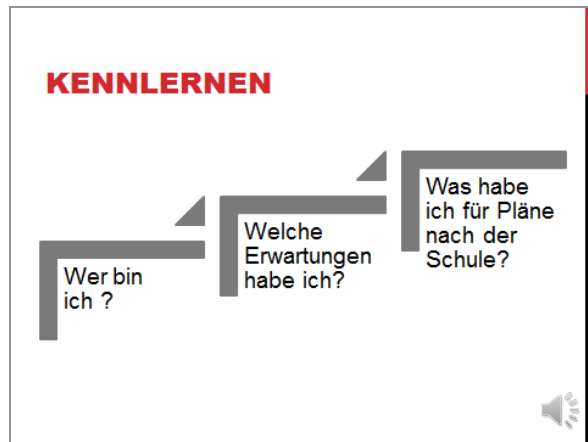 KENNLERNEN
Wer bin
ich ?
Welche
Erwartungen
habe ich?
Was habe
ich für Pläne
nach der
Schule?